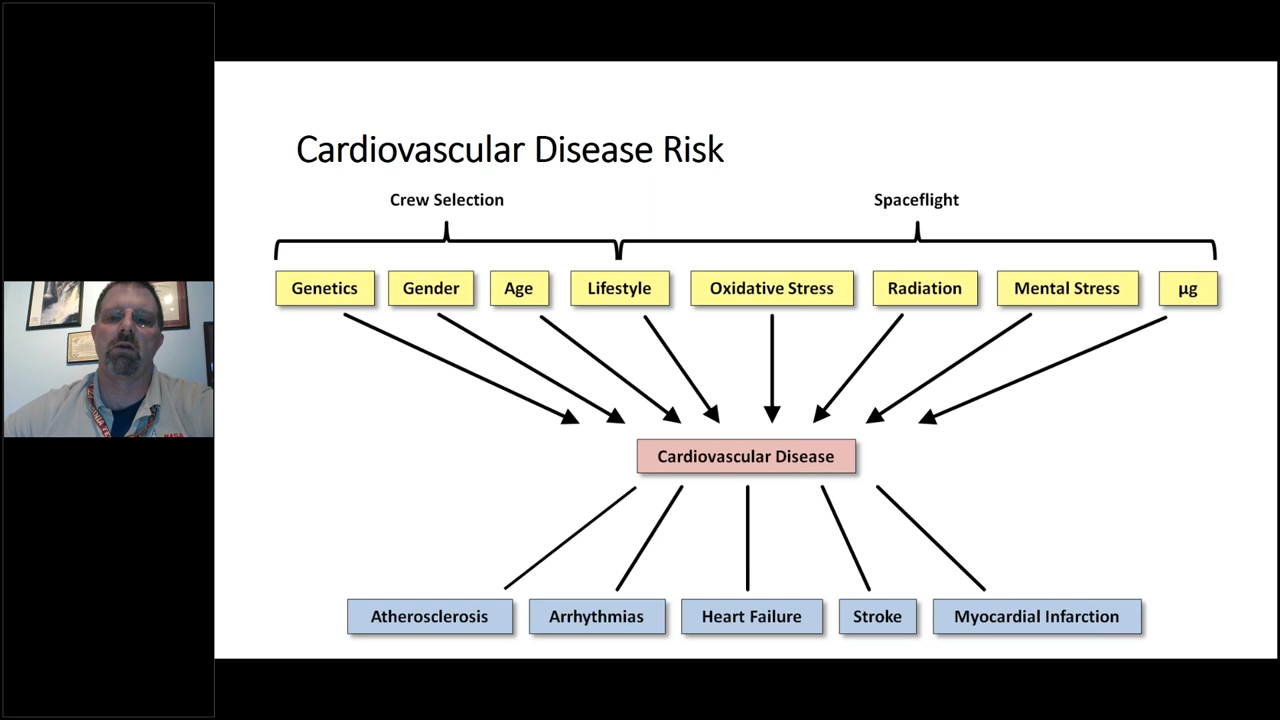 Cardiovascular Disease Risk
Crew Selection
Spaceflight
Genetics
Gender
Age
Lifestyle
Oxidative Stress
Radiation
Mental Stress
µg
Cardiovascular Disease
Atherosclerosis
Arrhythmias
Heart Failure
Stroke
Myocardial Infarction
NASA